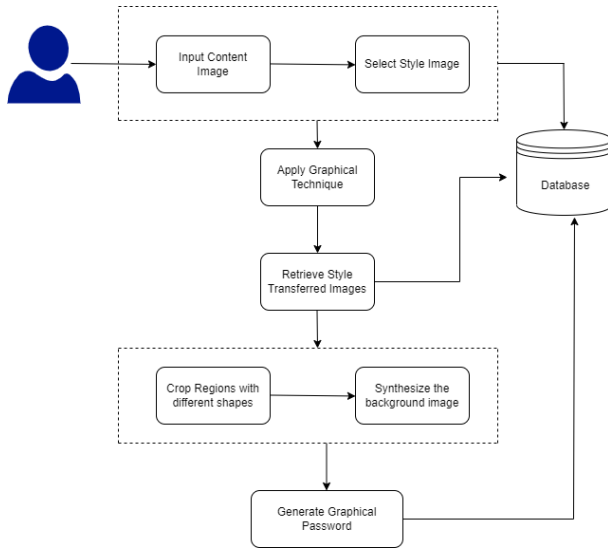 Input Content
Image
Select Style Image
Apply Graphical
Technique
Database
Retrieve Style
Transferred Images
Crop Regions with
different shapes
Synthesize the
background image
Generate Graphical
Password